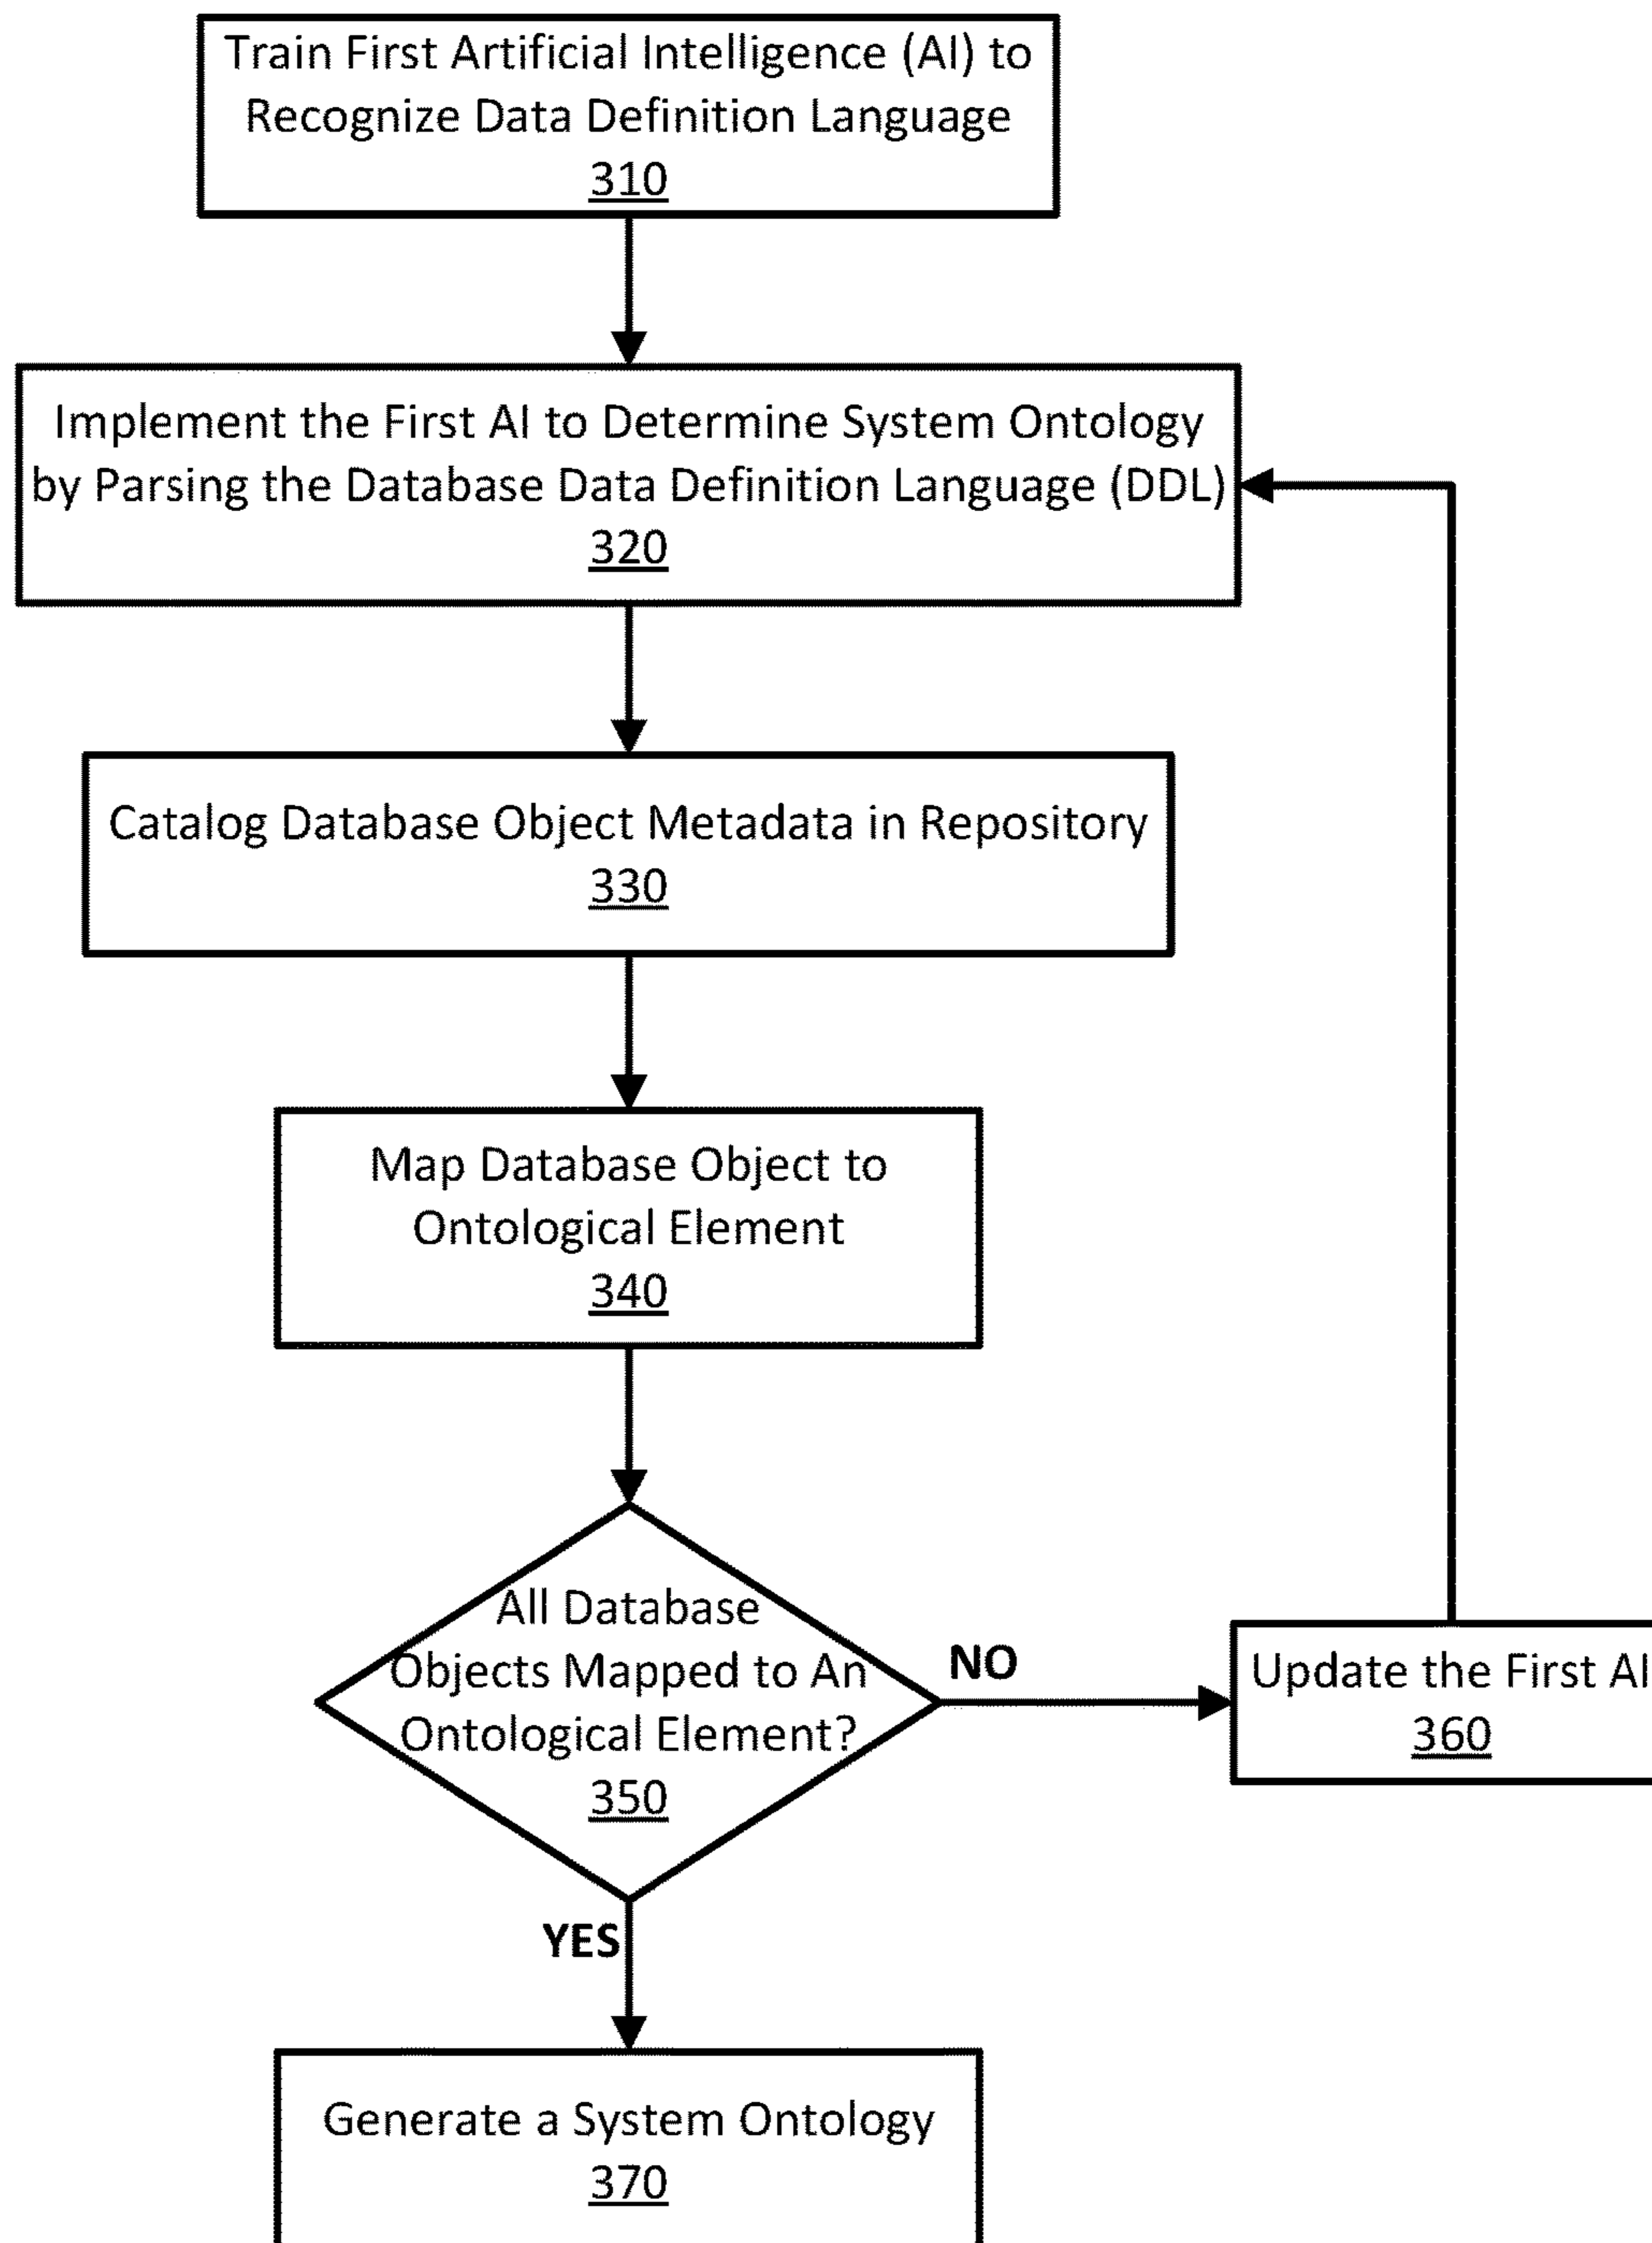 Train First Artificial Intelligence (AI) to
Recognize Data Definition Language
310
Implement the First AI to Determine System Ontology
by Parsing the Database Data Definition Language (DDL)
320
Catalog Database Object Metadata in Repository
330
Map Database Object to
Ontological Element
340
All Database
Objects Mapped to An
Ontological Element?
350
NO
Update the First AI
360
YES
Generate a System Ontology
370